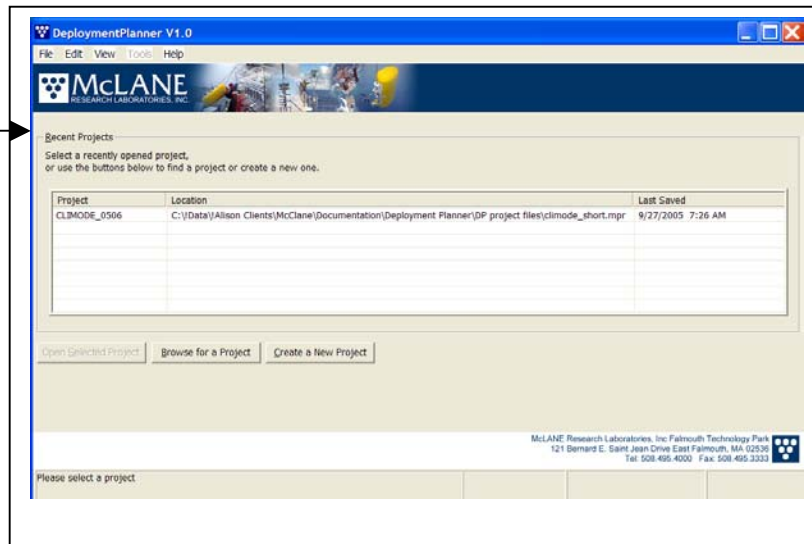 DeploymentPlanner V1.0
File Edit View Tools Help
McLANE
RESEARCH LABORATORIES, INC.
Recent Projects
Select a recently opened project,
or use the buttons below to find a project or create a new one.
Project Location Last Saved
CLIMODE_0506 C:\!Data\!Alison Clients\McClane\Documentation\Deployment Planner\DP project files\climode_short.mpr 9/27/2005 7:26 AM
Open Selected Project Browse for a Project Create a New Project
McLANE Research Laboratories, Inc Falmouth Technology Park
121 Bernard E. Saint Jean Drive East Falmouth, MA 02536
Tel: 508.495.4000 Fax: 508.495.3333
Please select a project